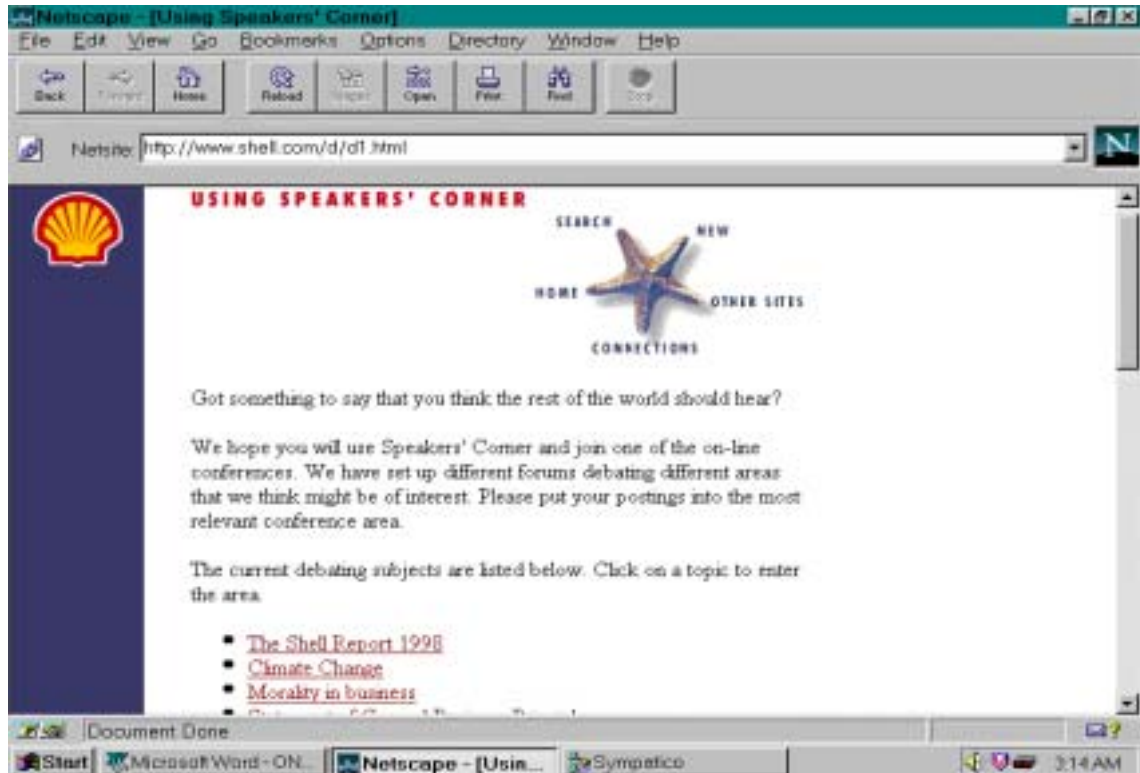 Netscape - [Using Speakers' Corner]
File Edit View Go Bookmarks Options Directory Window Help
Back Forward Home Reload Images Open Print Find Stop
Netsite: http://www.shell.com/d/d1.html
N
USING SPEAKERS' CORNER
SEARCH
NEW
HOME
OTHER SITES
CONNECTIONS
Got something to say that you think the rest of the world should hear?
We hope you will use Speakers' Corner and join one of the on-line
conferences. We have set up different forums debating different areas
that we think might be of interest. Please put your postings into the most
relevant conference area.
The current debating subjects are listed below. Click on a topic to enter
the area.
The Shell Report 1998
Climate Change
Morality in business
Document Done
Start Microsoft Word - ON... Netscape - [Usin... Sympatico 3:14 AM